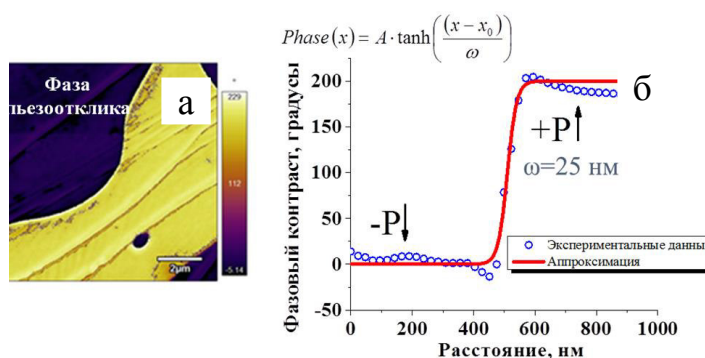 Phase(x) = A·tanh((x − x₀)/ω)
Фаза
пьезоотклика
а
°
229
112
-5.14
2μm
Фазовый контраст, градусы
200
150
100
50
0
-50
б
+P
ω=25 нм
-P
Экспериментальные данны
Аппроксимация
0
200
400
600
800
1000
Расстояние, нм